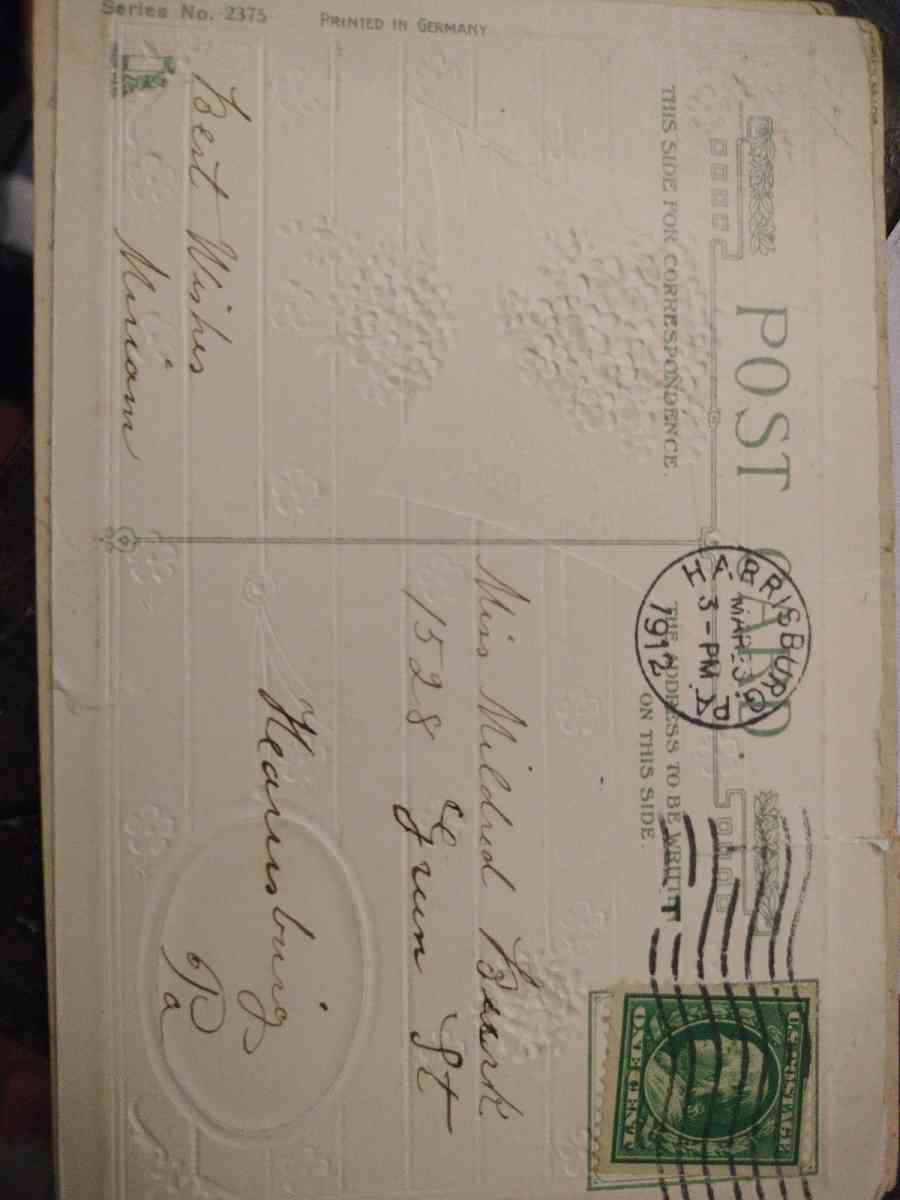 POST CARD
THIS SIDE FOR CORRESPONDENCE.
THE ADDRESS TO BE WRITT
ON THIS SIDE.
HARRISBURG PA.
MAR 3
3-PM
1912
U.S. POSTAGE
ONE CENT
Miss Mildred Burk
1528 Green St
Harrisburg
Pa
Best Wishes
Miriam
Series No. 2375
PRINTED IN GERMANY